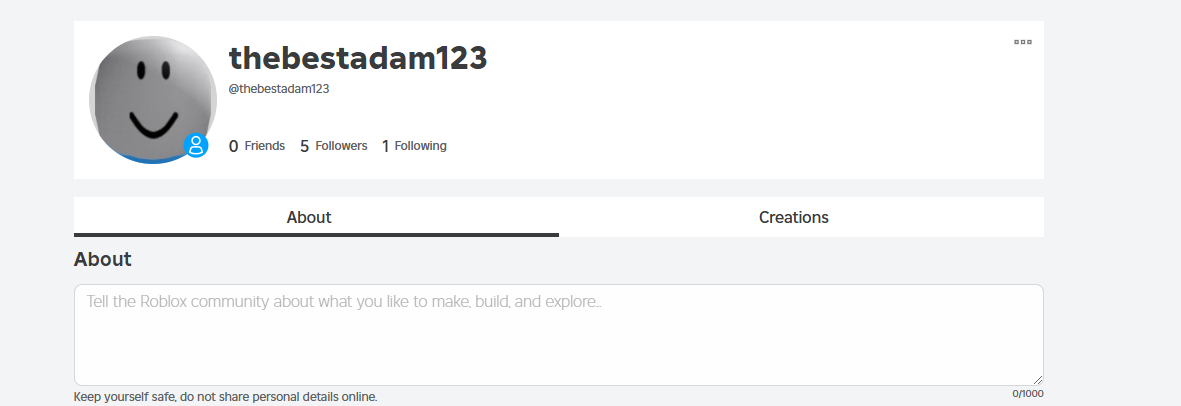 thebestadam123
@thebestadam123
0 Friends 5 Followers 1 Following
About Creations
About
Tell the Roblox community about what you like to make, build, and explore...
Keep yourself safe, do not share personal details online. 0/1000